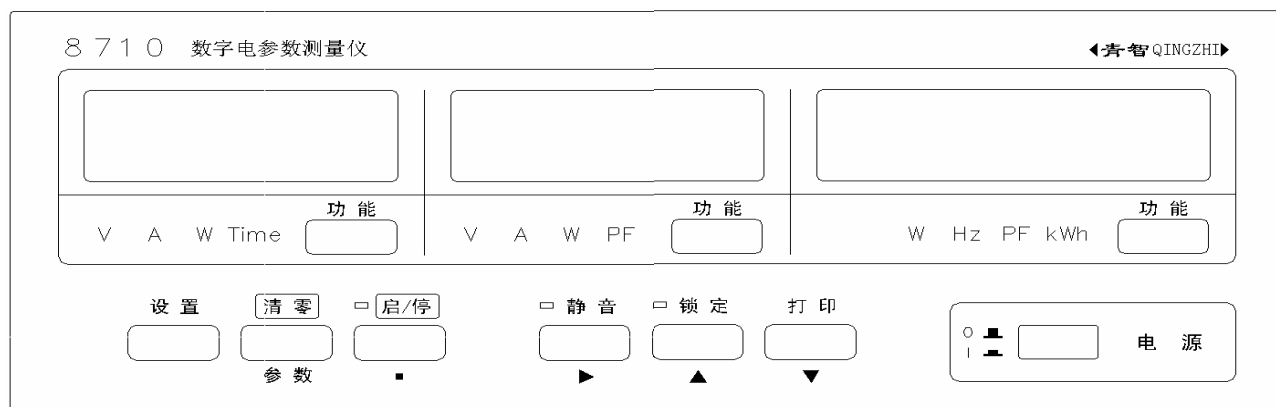 8710 数字电参数测量仪 青智QINGZHI
功能 功能 功能
V A W Time V A W PF W Hz PF kWh
设置 清零 启/停 静音 锁定 打印
O
I
电源
参数